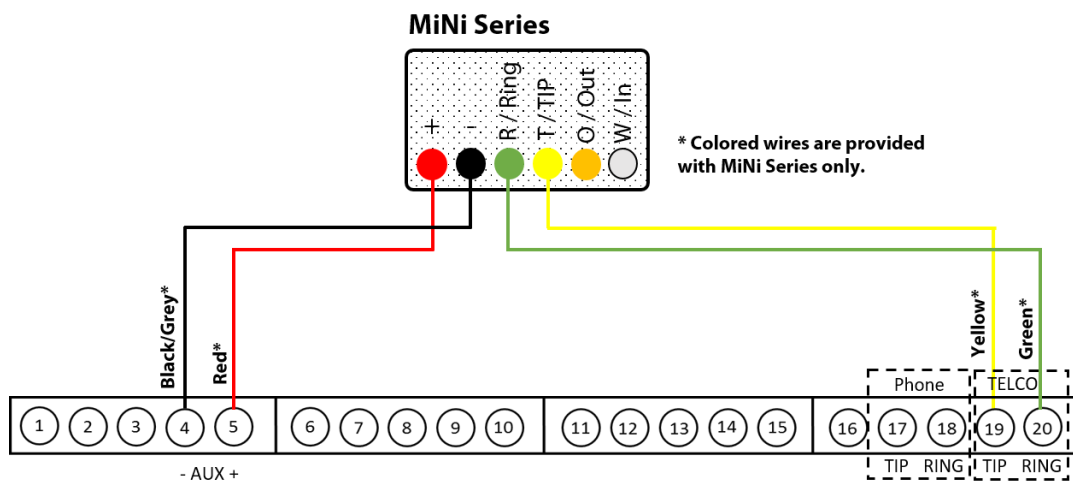 MiNi Series
+
-
R / Ring
T / TIP
O / Out
W / In
* Colored wires are provided
with MiNi Series only.
Black/Grey*
Red*
Yellow*
Green*
Phone
TELCO
1 2 3 4 5 6 7 8 9 10 11 12 13 14 15 16 17 18 19 20
- AUX +
TIP RING TIP RING